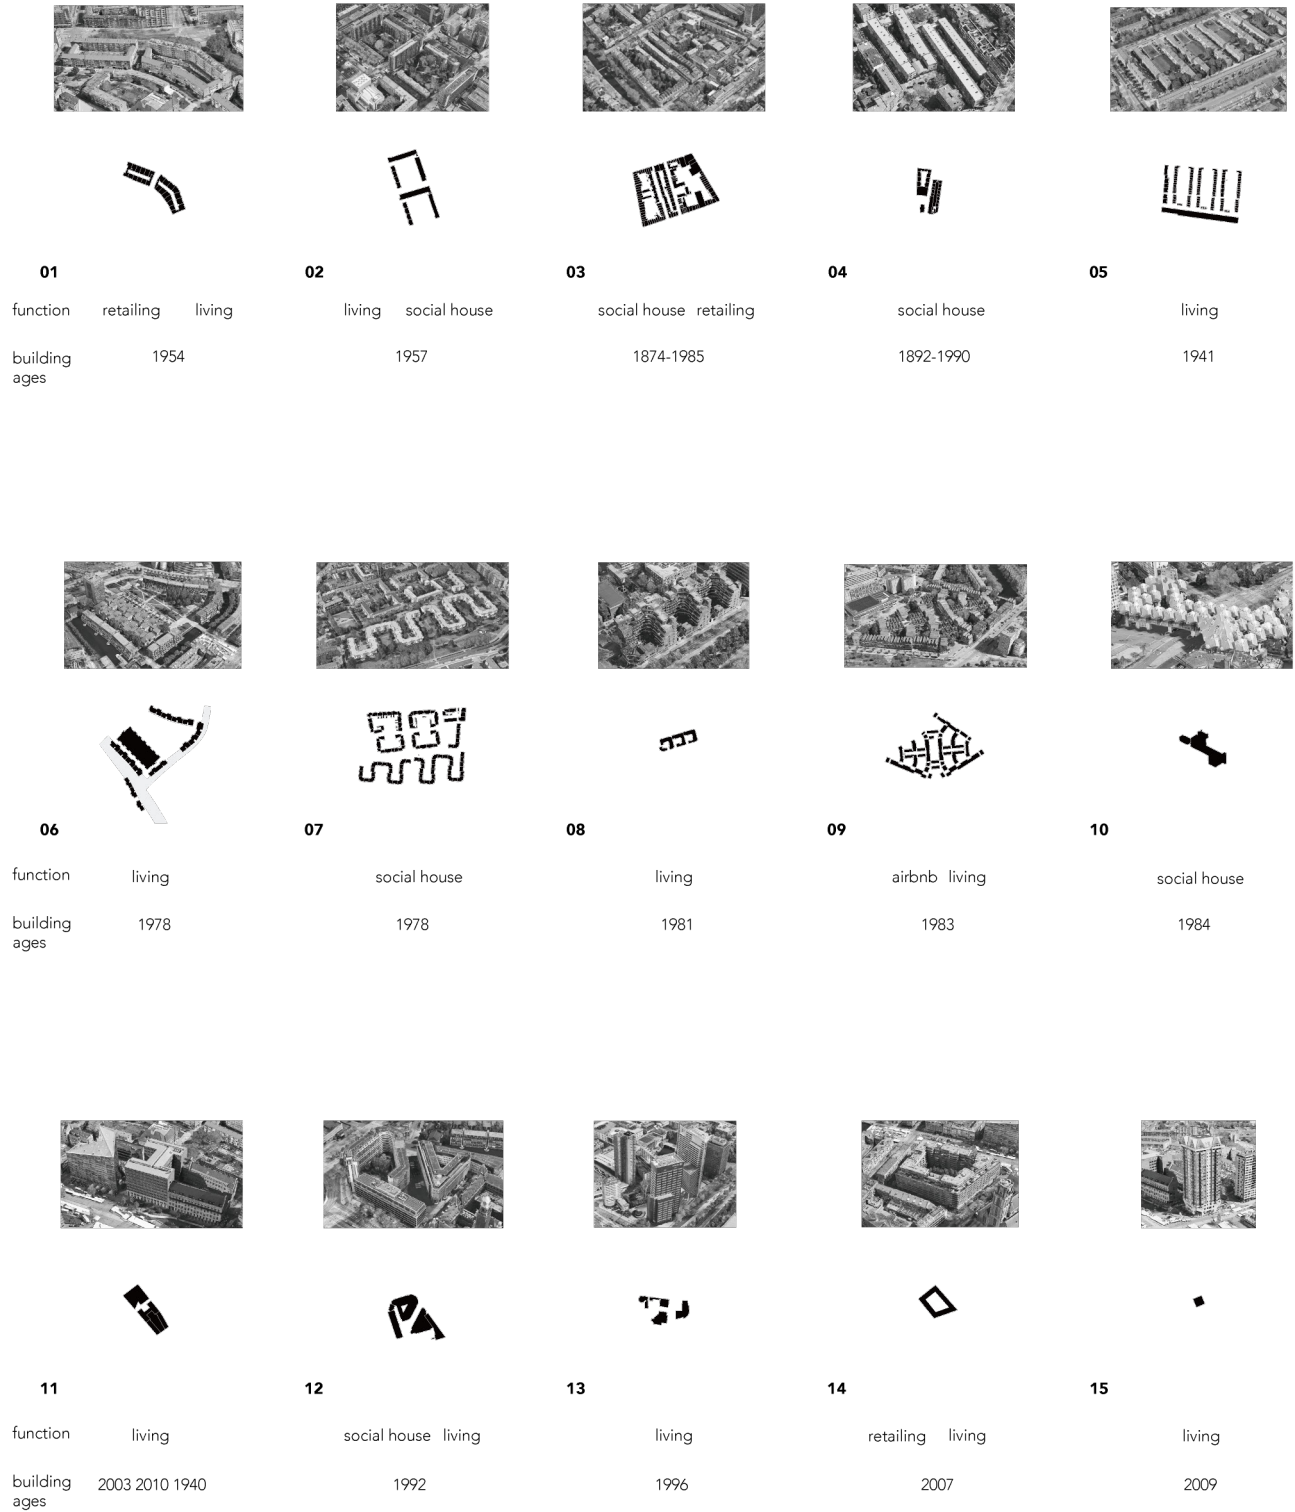 01 02 03 04 05
function retailing living living social house social house retailing social house living
building ages 1954 1957 1874-1985 1892-1990 1941
06 07 08 09 10
function living social house living airbnb living social house
building ages 1978 1978 1981 1983 1984
11 12 13 14 15
function living social house living living retailing living living
building ages 2003 2010 1940 1992 1996 2007 2009